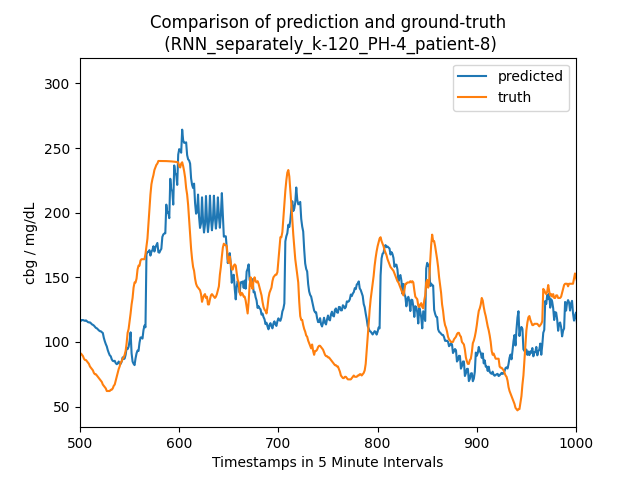 Comparison of prediction and ground-truth
(RNN_separately_k-120_PH-4_patient-8)
predicted
truth
cbg / mg/dL
300
250
200
150
100
50
500 600 700 800 900 1000
Timestamps in 5 Minute Intervals